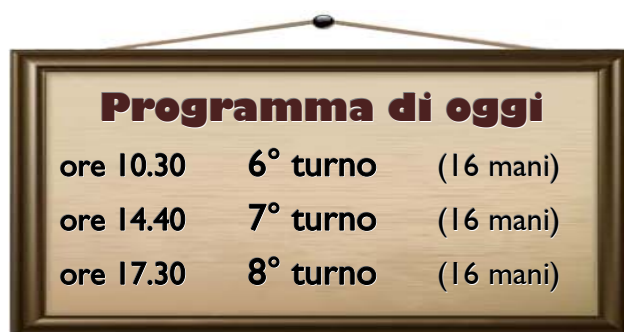 Programma di oggi
ore 10.30 6° turno (16 mani)
ore 14.40 7° turno (16 mani)
ore 17.30 8° turno (16 mani)